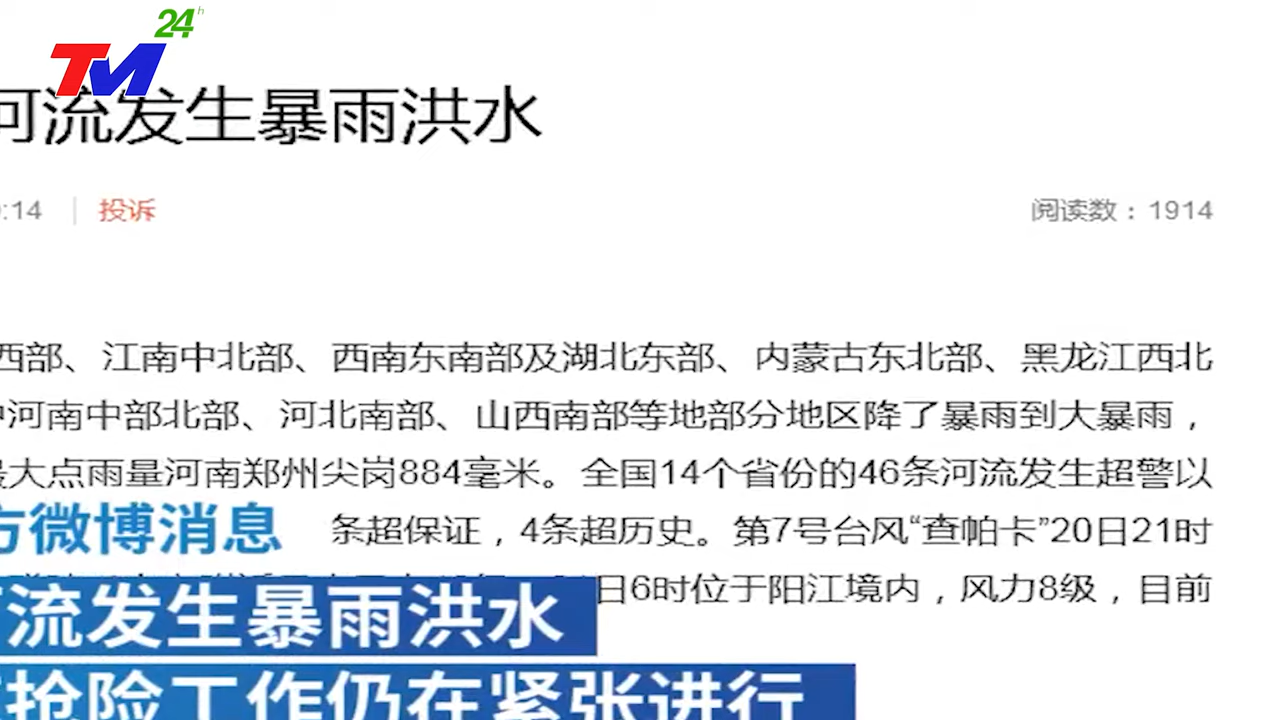 TM 24h
河流发生暴雨洪水
:14 投诉 阅读数：1914
西部、江南中北部、西南东南部及湖北东部、内蒙古东北部、黑龙江西北
中河南中部北部、河北南部、山西南部等地部分地区降了暴雨到大暴雨，
最大点雨量河南郑州尖岗884毫米。全国14个省份的46条河流发生超警以
条超保证，4条超历史。第7号台风“查帕卡”20日21时
日6时位于阳江境内，风力8级，目前
方微博消息
流发生暴雨洪水
抢险工作仍在紧张进行